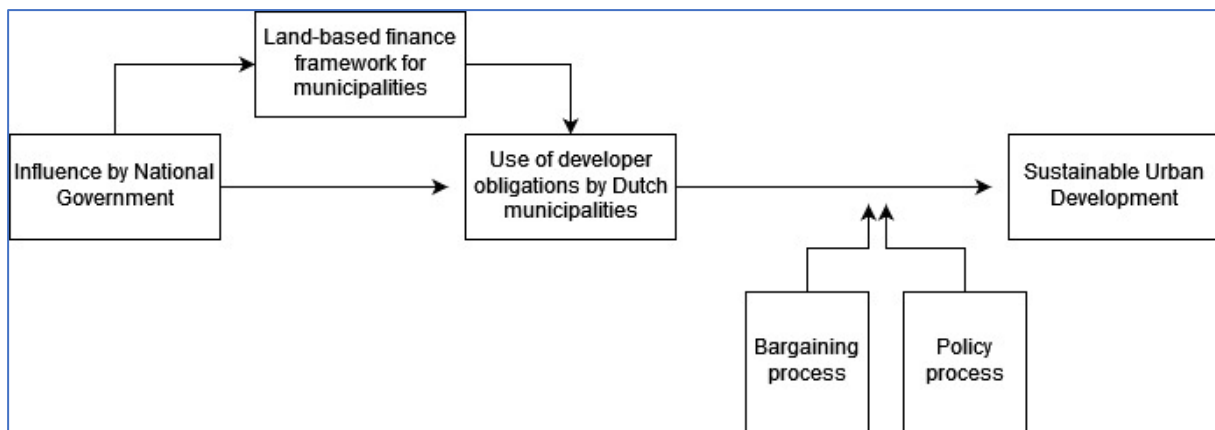 Land-based finance
framework for
municipalities
Influence by National
Government
Use of developer
obligations by Dutch
municipalities
Sustainable Urban
Development
Bargaining
process
Policy
process